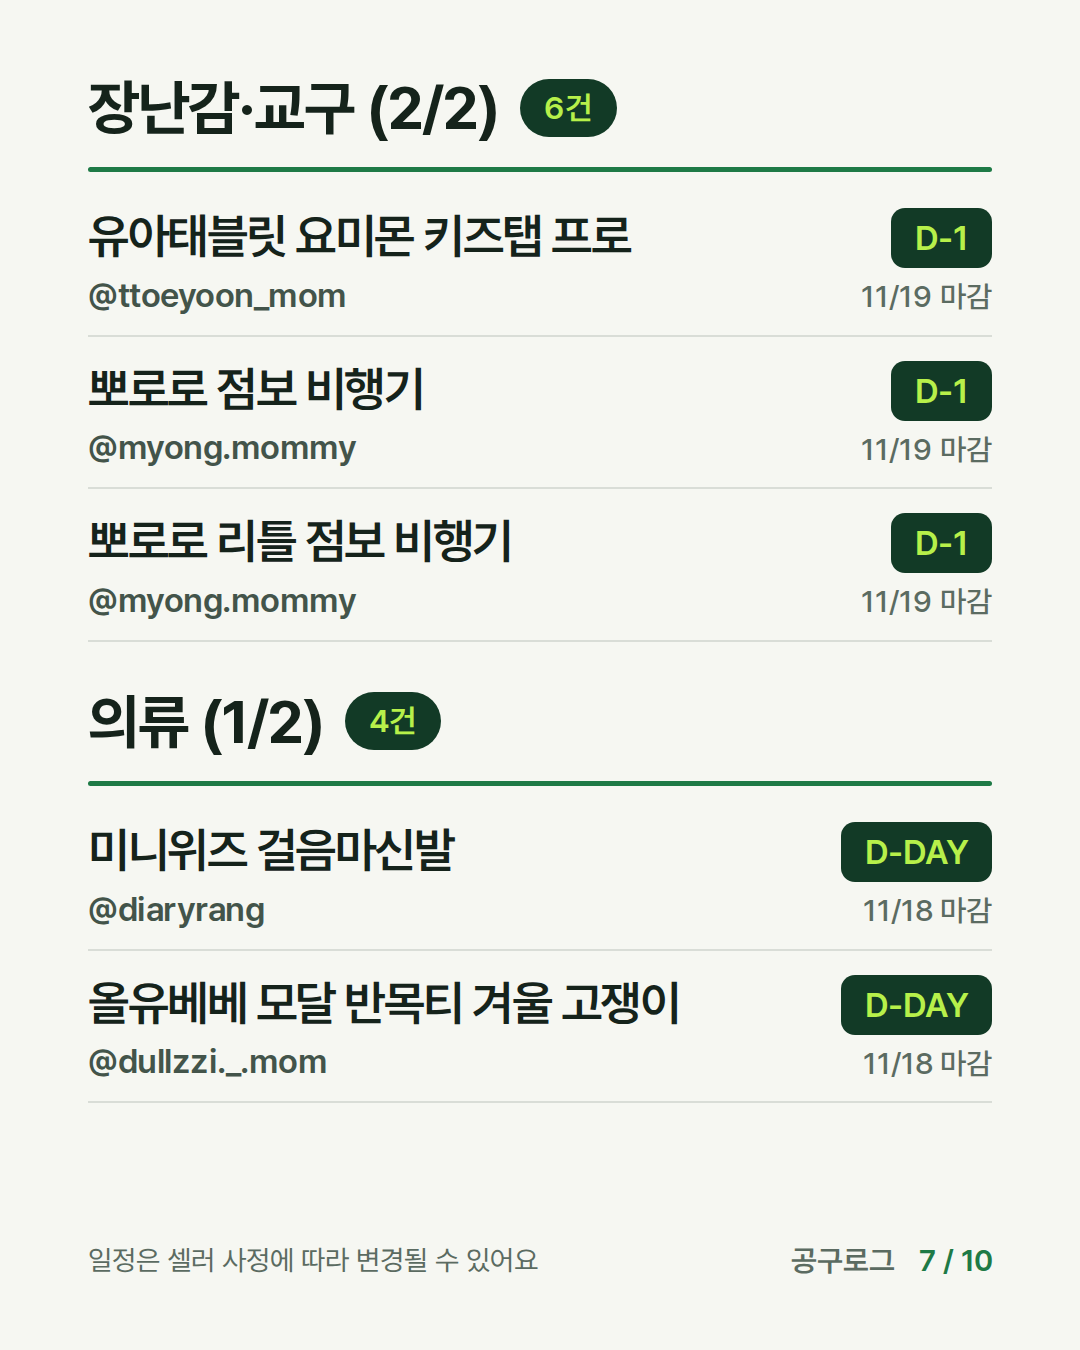 장난감·교구 (2/2) 6건
유아태블릿 요미몬 키즈탭 프로 D-1
@ttoeyoon_mom 11/19 마감
뽀로로 점보 비행기 D-1
@myong.mommy 11/19 마감
뽀로로 리틀 점보 비행기 D-1
@myong.mommy 11/19 마감
의류 (1/2) 4건
미니위즈 걸음마신발 D-DAY
@diaryrang 11/18 마감
올유베베 모달 반목티 겨울 고쟁이 D-DAY
@dullzzi._.mom 11/18 마감
일정은 셀러 사정에 따라 변경될 수 있어요 공구로그 7 / 10